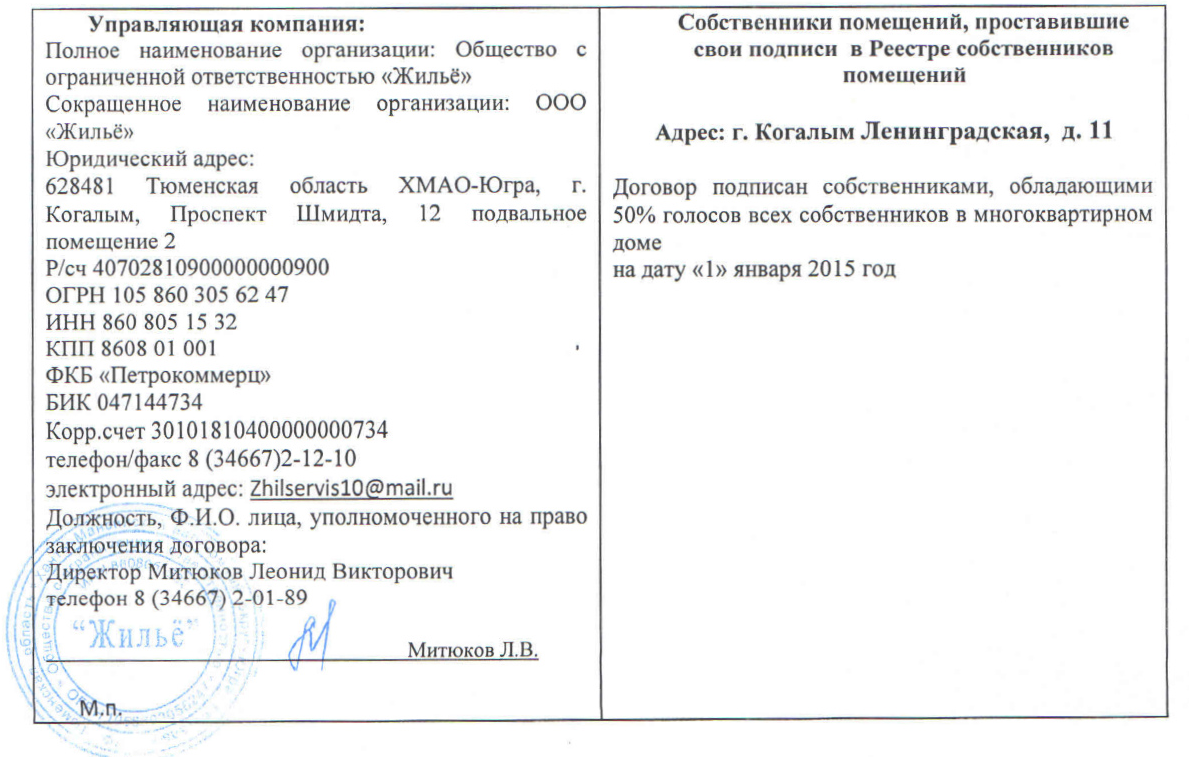 Управляющая компания:
Полное наименование организации: Общество с
ограниченной ответственностью «Жильё»
Сокращенное наименование организации: ООО
«Жильё»
Юридический адрес:
628481 Тюменская область ХМАО-Югра, г.
Когалым, Проспект Шмидта, 12 подвальное
помещение 2
Р/сч 40702810900000000900
ОГРН 105 860 305 62 47
ИНН 860 805 15 32
КПП 8608 01 001
ФКБ «Петрокоммерц»
БИК 047144734
Корр.счет 30101810400000000734
телефон/факс 8 (34667)2-12-10
электронный адрес: Zhilservis10@mail.ru
Должность, Ф.И.О. лица, уполномоченного на право
заключения договора:
Директор Митюков Леонид Викторович
телефон 8 (34667) 2-01-89
“Жильё”
Митюков Л.В.
М.п.
Собственники помещений, проставившие
свои подписи в Реестре собственников
помещений
Адрес: г. Когалым Ленинградская, д. 11
Договор подписан собственниками, обладающими
50% голосов всех собственников в многоквартирном
доме
на дату «1» января 2015 год